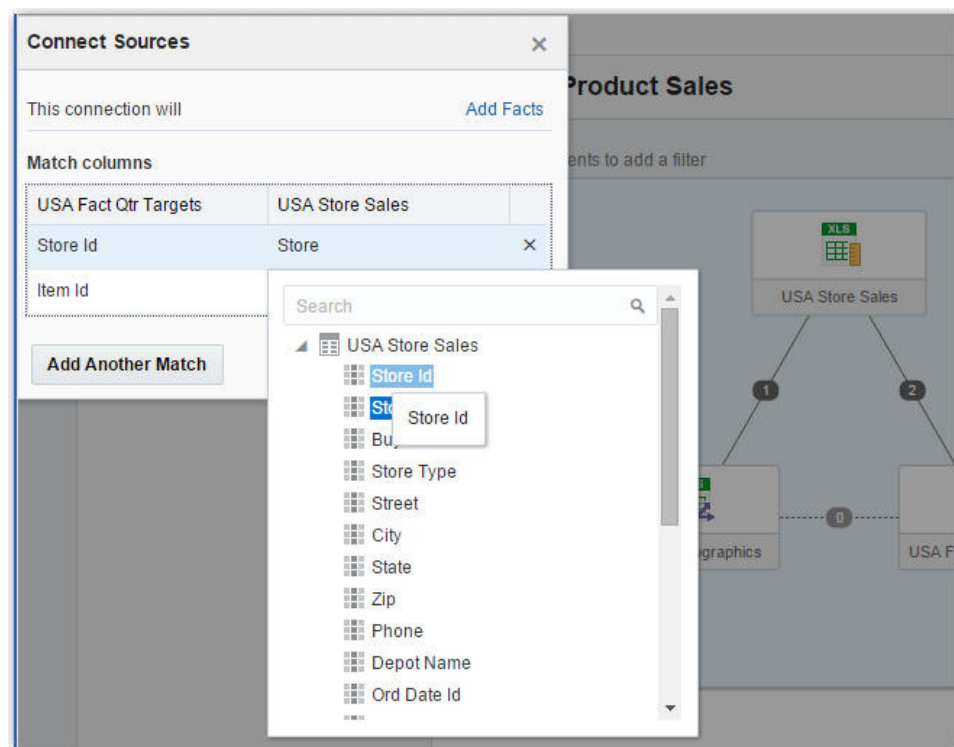 Connect Sources
Product Sales
This connection will Add Facts
Match columns
ents to add a filter
USA Fact Qtr Targets USA Store Sales
Store Id Store
Item Id
Add Another Match
Search
USA Store Sales
Store Id
Sto
Store Id
Bu
Store Type
Street
City
State
Zip
Phone
Depot Name
Ord Date Id
XLS
USA Store Sales
1
2
0
ographics
USA F